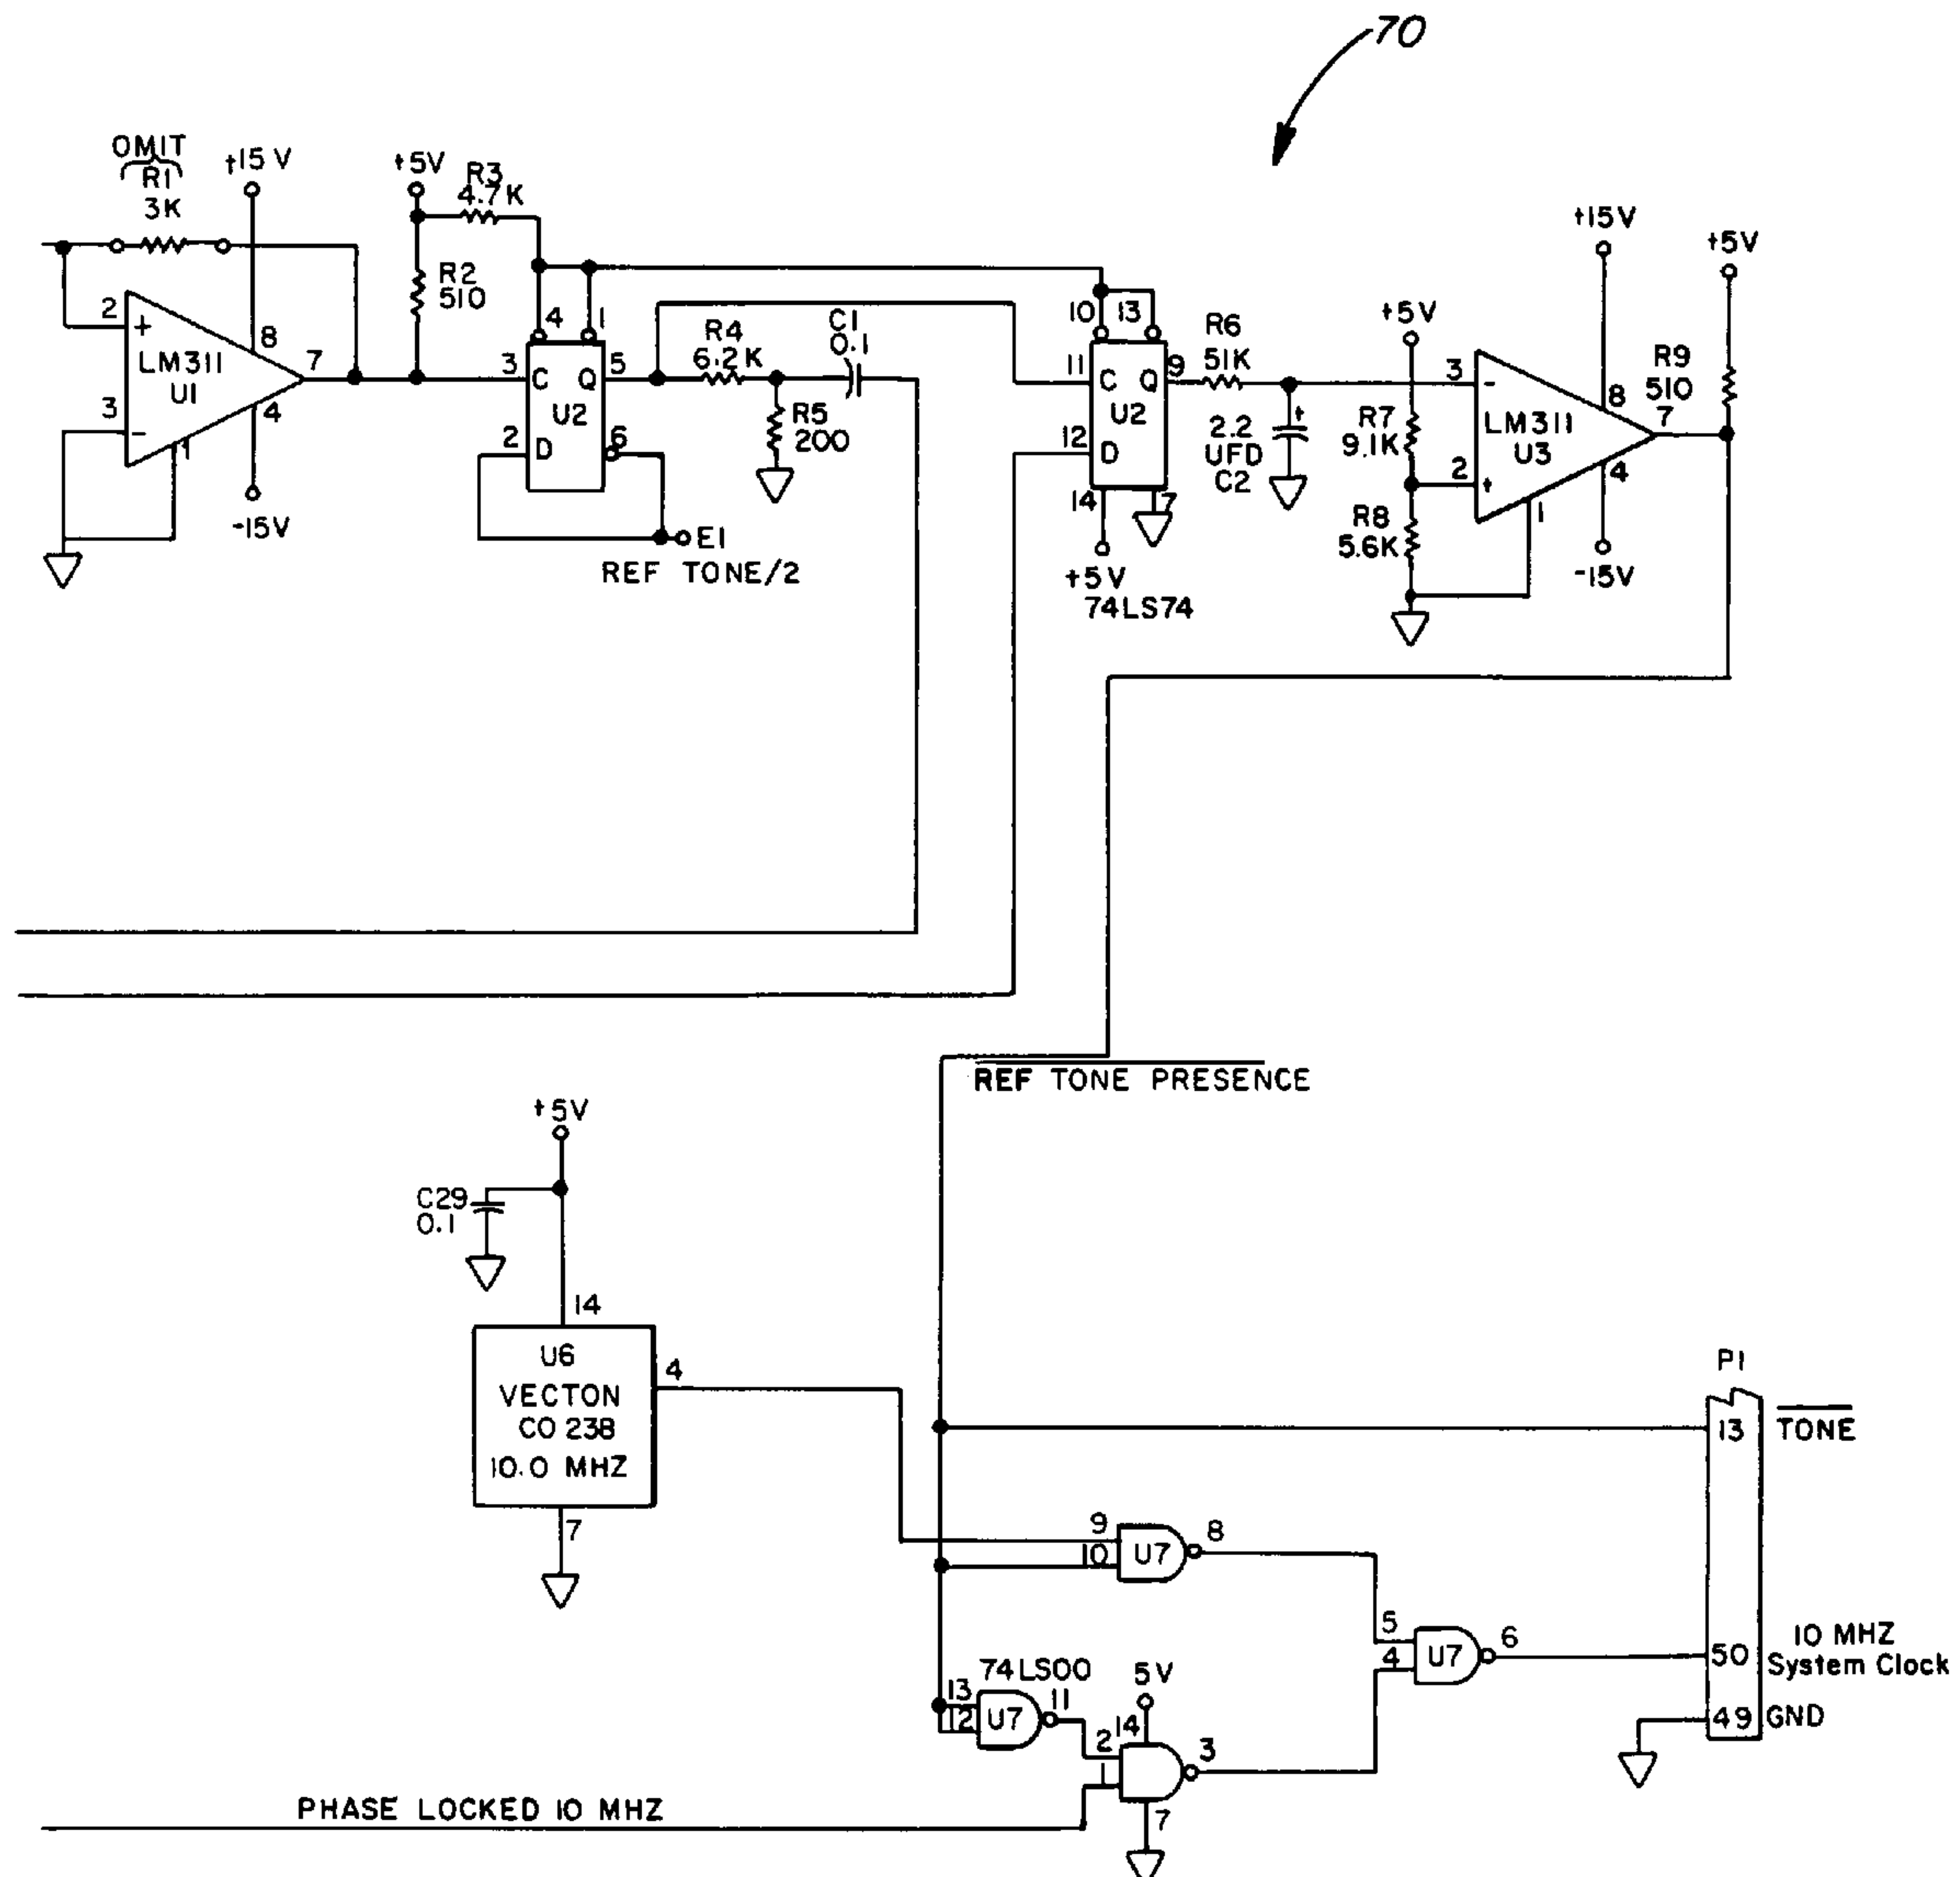 70
OMIT
R1
3K
+15V
2
+
LM311
U1
8
7
3
-
1
4
-15V
+5V
R3
4.7K
R2
510
4
1
3
C
Q
5
U2
2
D
6
E1
REF TONE/2
R4
6.2K
C1
0.1
R5
200
10
13
11
C
Q
9
U2
12
D
14
7
+5V
74LS74
R6
51K
2.2
UFD
C2
+
+5V
R7
9.1K
R8
5.6K
3
-
LM311
U3
2
+
1
+15V
8
7
4
-15V
R9
510
+5V
REF TONE PRESENCE
+5V
C29
0.1
14
U6
VECTON
CO 238
10.0 MHZ
4
7
P1
13
TONE
9
10
U7
8
5
4
U7
6
50
10 MHZ
System Clock
49
GND
74LS00
13
12
U7
11
5V
14
2
1
3
7
PHASE LOCKED 10 MHZ